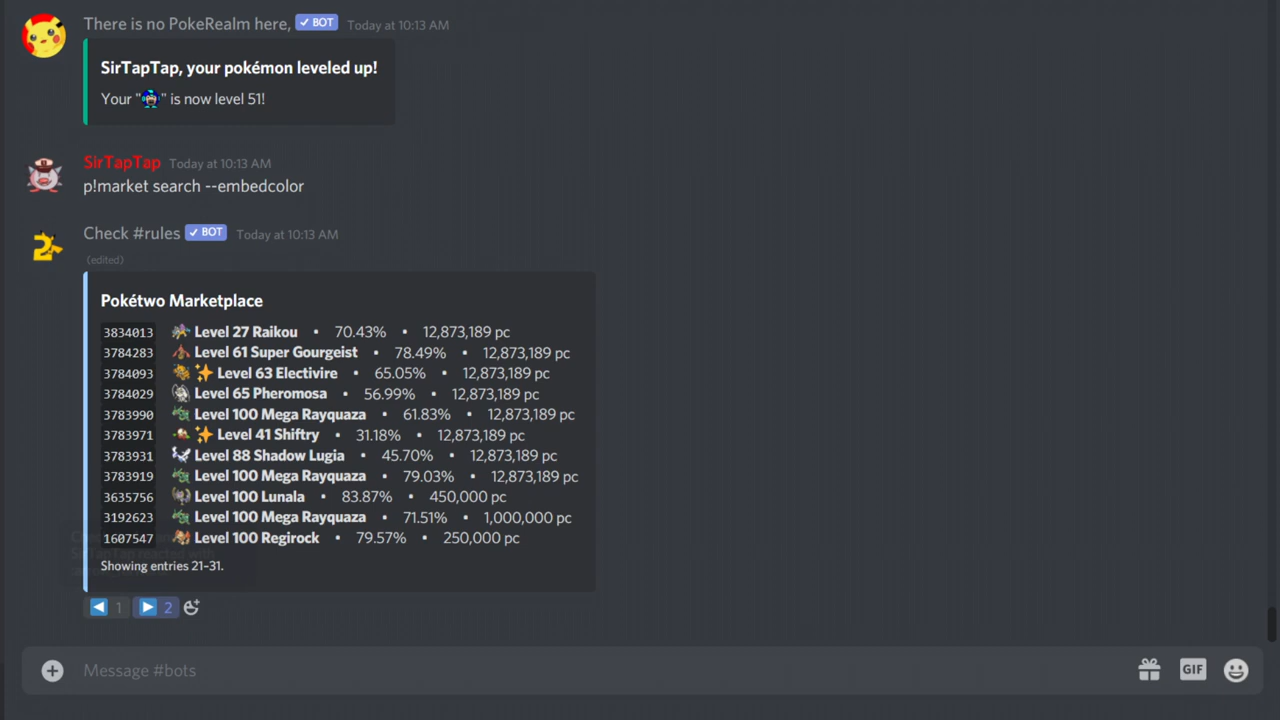 There is no PokeRealm here, ✓ BOT Today at 10:13 AM
SirTapTap, your pokémon leveled up!
Your "" is now level 51!
SirTapTap Today at 10:13 AM
p!market search --embedcolor
Check #rules ✓ BOT Today at 10:13 AM
(edited)
Pokétwo Marketplace
3834013 Level 27 Raikou • 70.43% • 12,873,189 pc
3784283 Level 61 Super Gourgeist • 78.49% • 12,873,189 pc
3784093 ✨ Level 63 Electivire • 65.05% • 12,873,189 pc
3784029 Level 65 Pheromosa • 56.99% • 12,873,189 pc
3783990 Level 100 Mega Rayquaza • 61.83% • 12,873,189 pc
3783971 ✨ Level 41 Shiftry • 31.18% • 12,873,189 pc
3783931 Level 88 Shadow Lugia • 45.70% • 12,873,189 pc
3783919 Level 100 Mega Rayquaza • 79.03% • 12,873,189 pc
3635756 Level 100 Lunala • 83.87% • 450,000 pc
3192623 Level 100 Mega Rayquaza • 71.51% • 1,000,000 pc
1607547 Level 100 Regirock • 79.57% • 250,000 pc
SirTapTap reacted with
Showing entries 21–31.
1 2
Message #bots
GIF